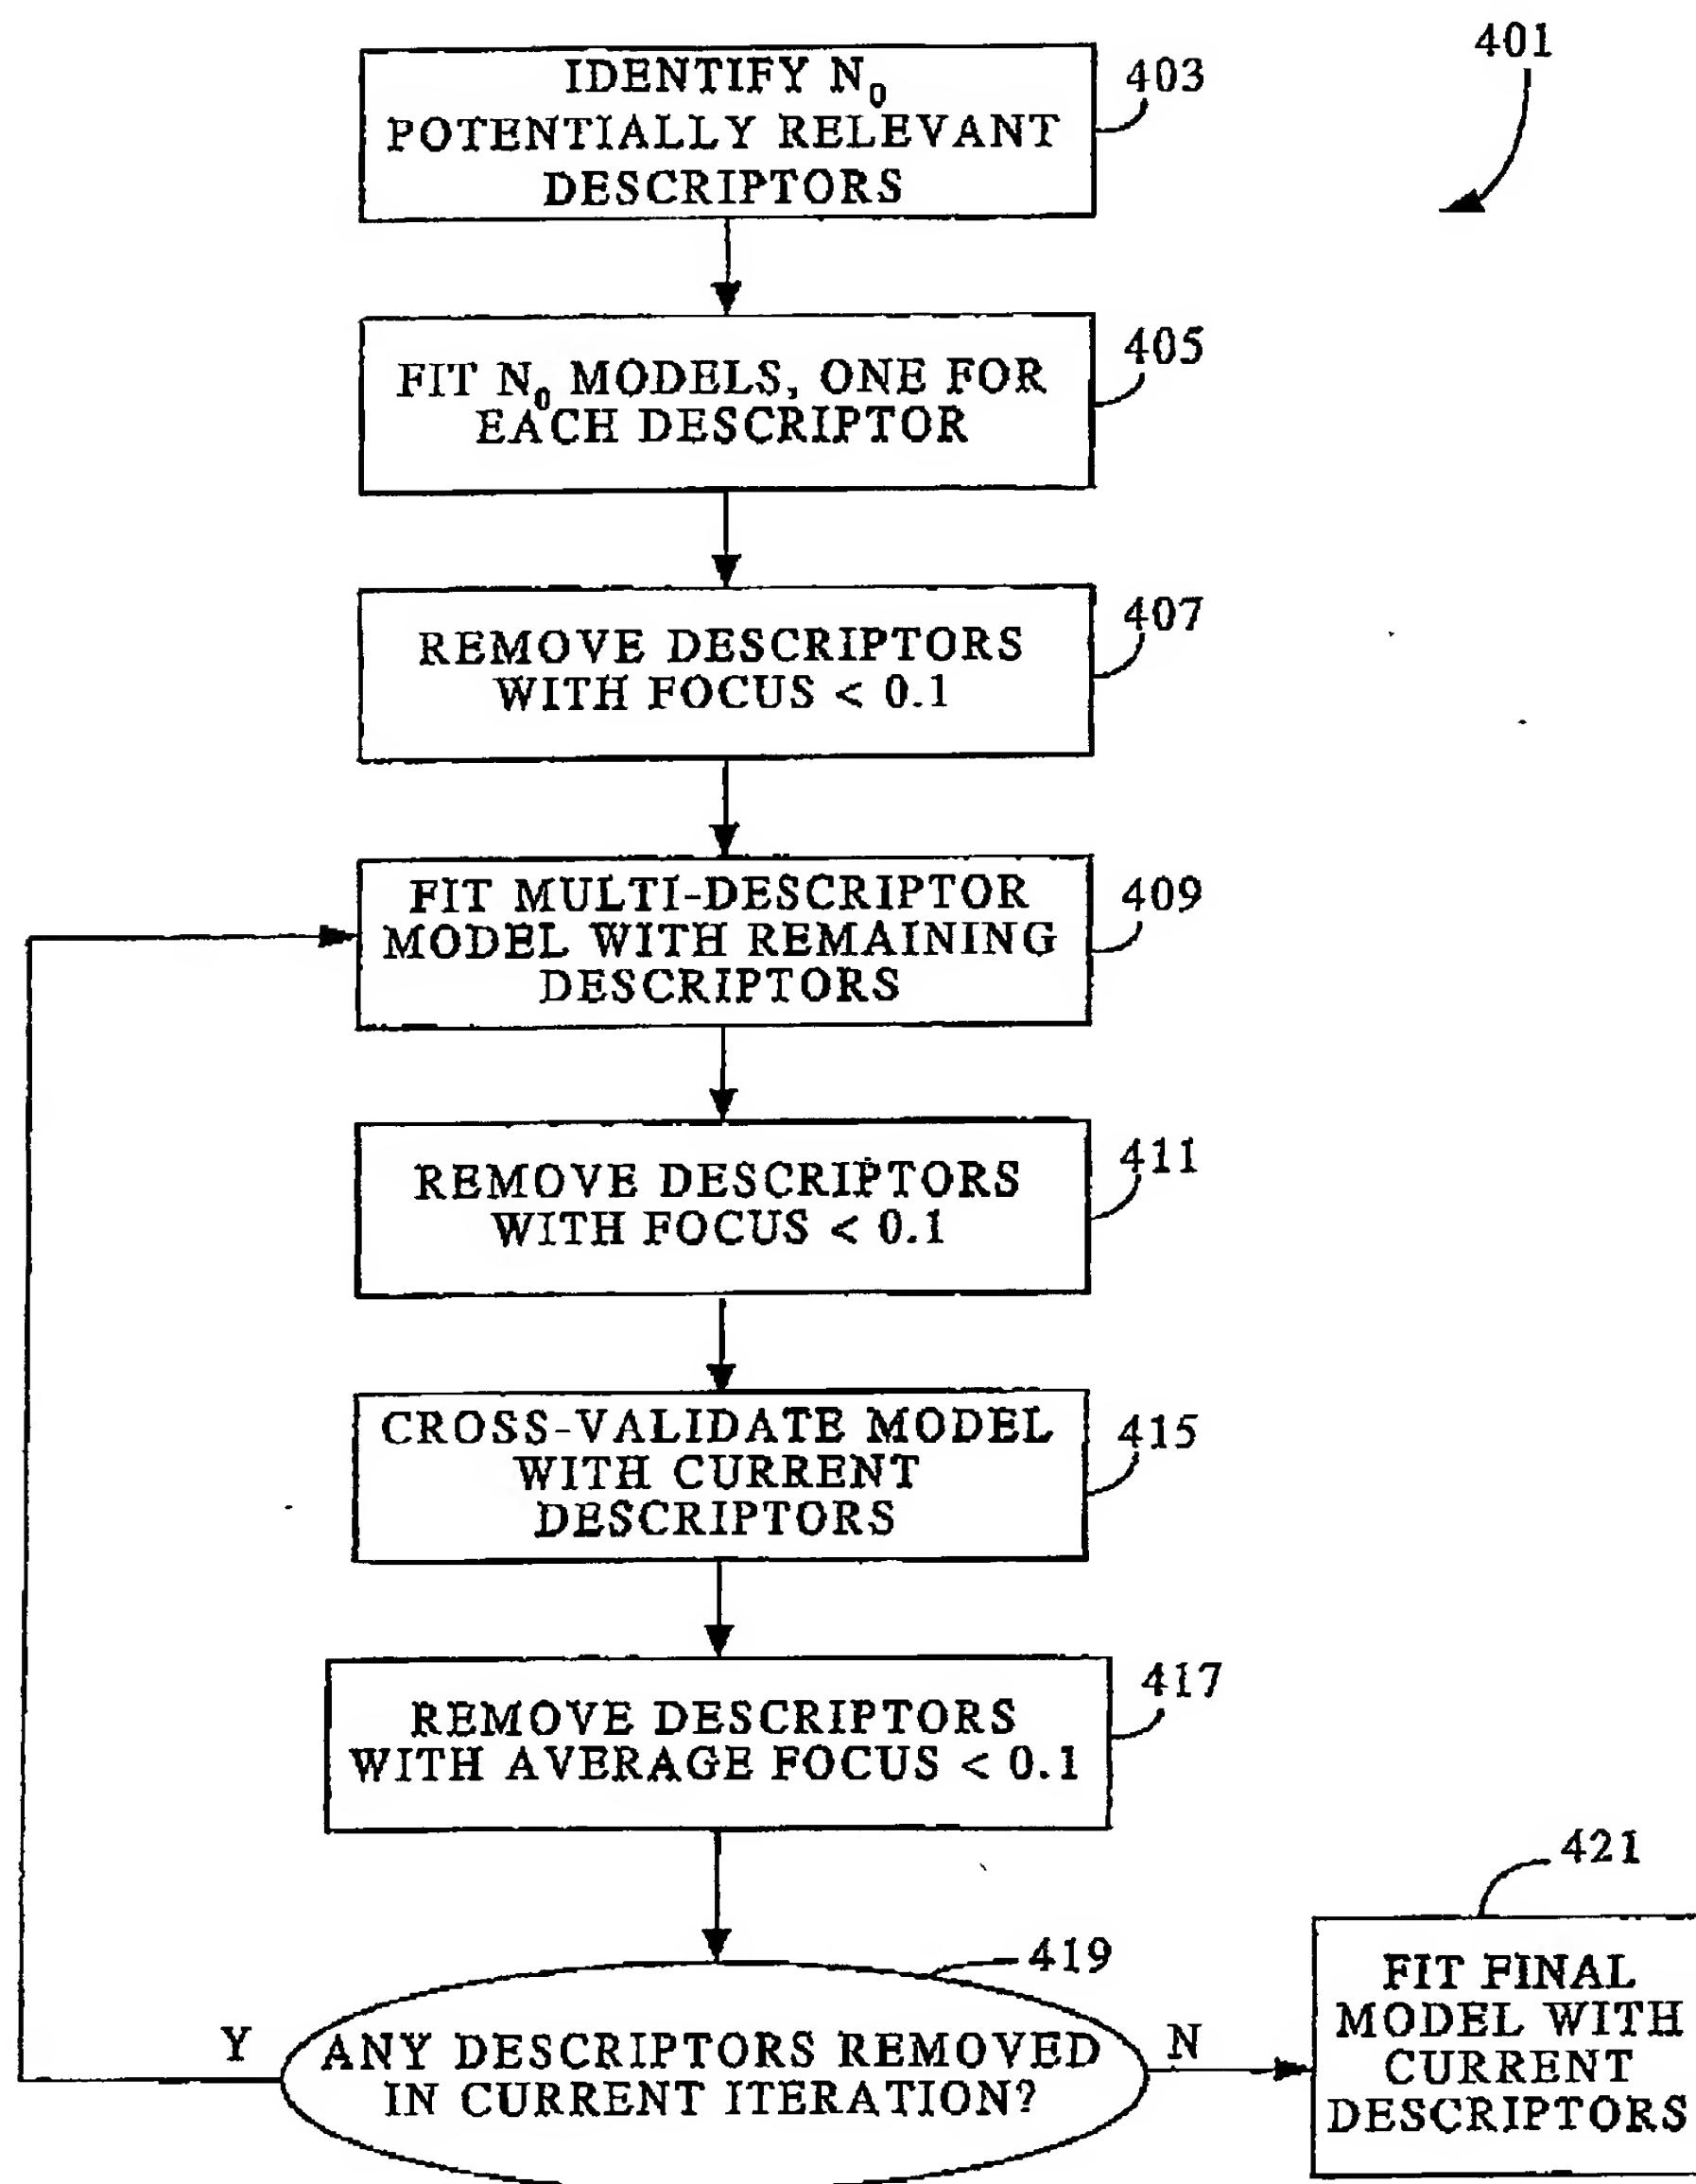 401
IDENTIFY N₀
POTENTIALLY RELEVANT
DESCRIPTORS
403
FIT N₀ MODELS, ONE FOR
EACH DESCRIPTOR
405
REMOVE DESCRIPTORS
WITH FOCUS < 0.1
407
FIT MULTI-DESCRIPTOR
MODEL WITH REMAINING
DESCRIPTORS
409
REMOVE DESCRIPTORS
WITH FOCUS < 0.1
411
CROSS-VALIDATE MODEL
WITH CURRENT
DESCRIPTORS
415
REMOVE DESCRIPTORS
WITH AVERAGE FOCUS < 0.1
417
419
ANY DESCRIPTORS REMOVED
IN CURRENT ITERATION?
Y
N
421
FIT FINAL
MODEL WITH
CURRENT
DESCRIPTORS